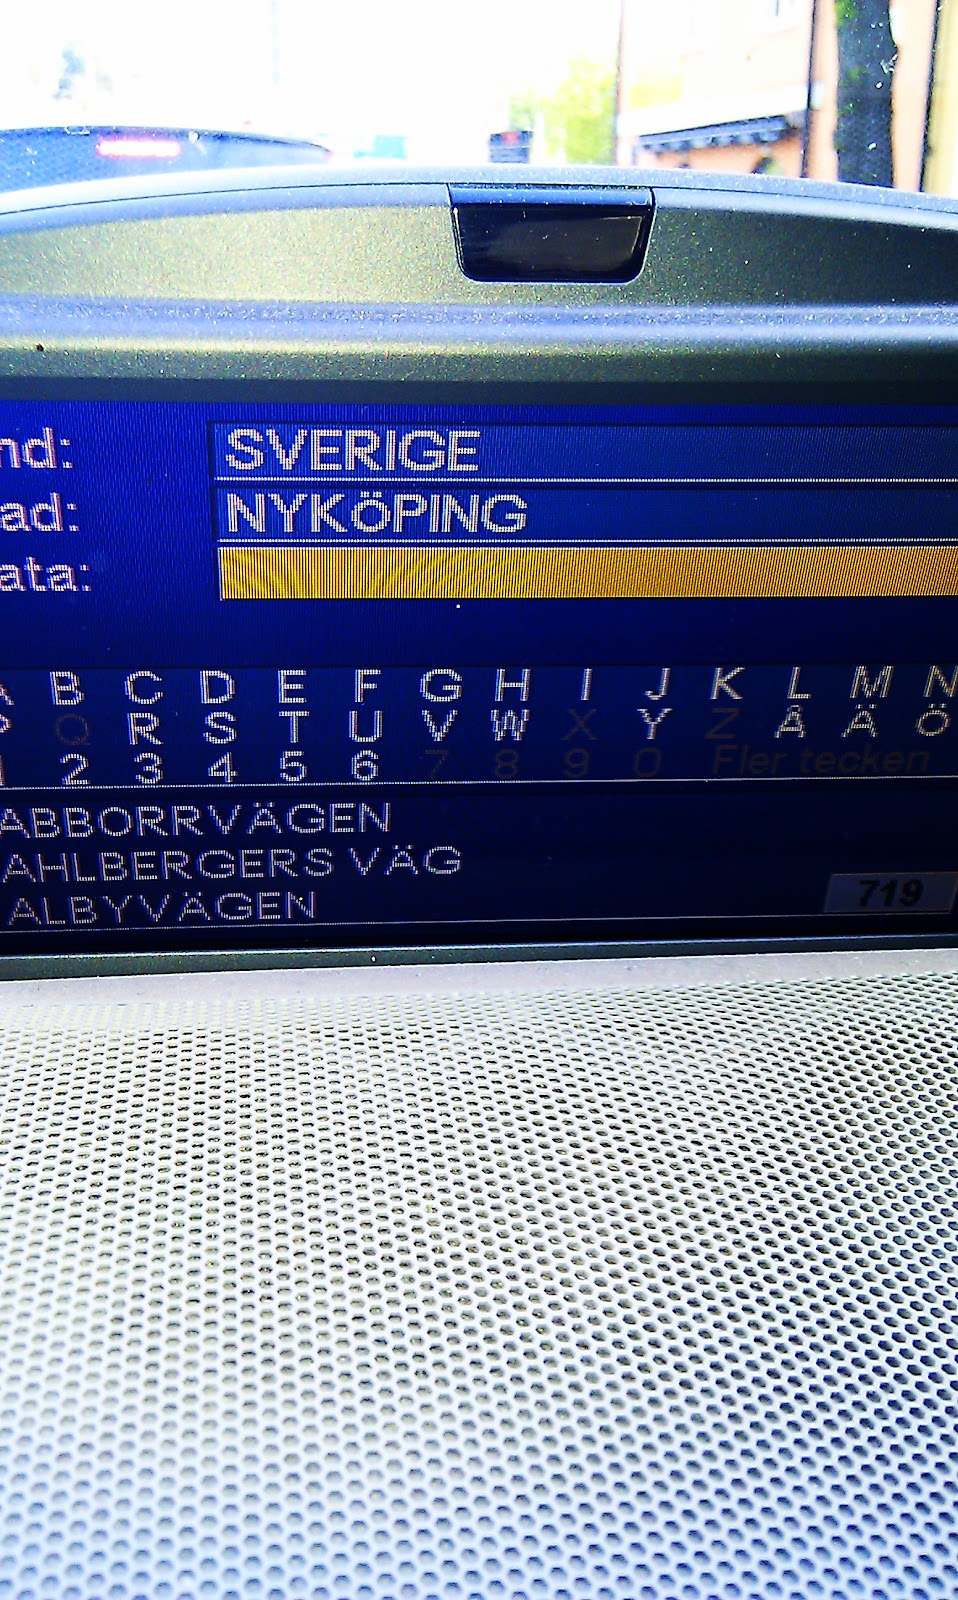 nd: SVERIGE
ad: NYKÖPING
ata:
A B C D E F G H I J K L M N
P Q R S T U V W X Y Z Å Ä Ö
1 2 3 4 5 6 7 8 9 0 Fler tecken
ABBORRVÄGEN
AHLBERGERS VÄG
ALBYVÄGEN
719